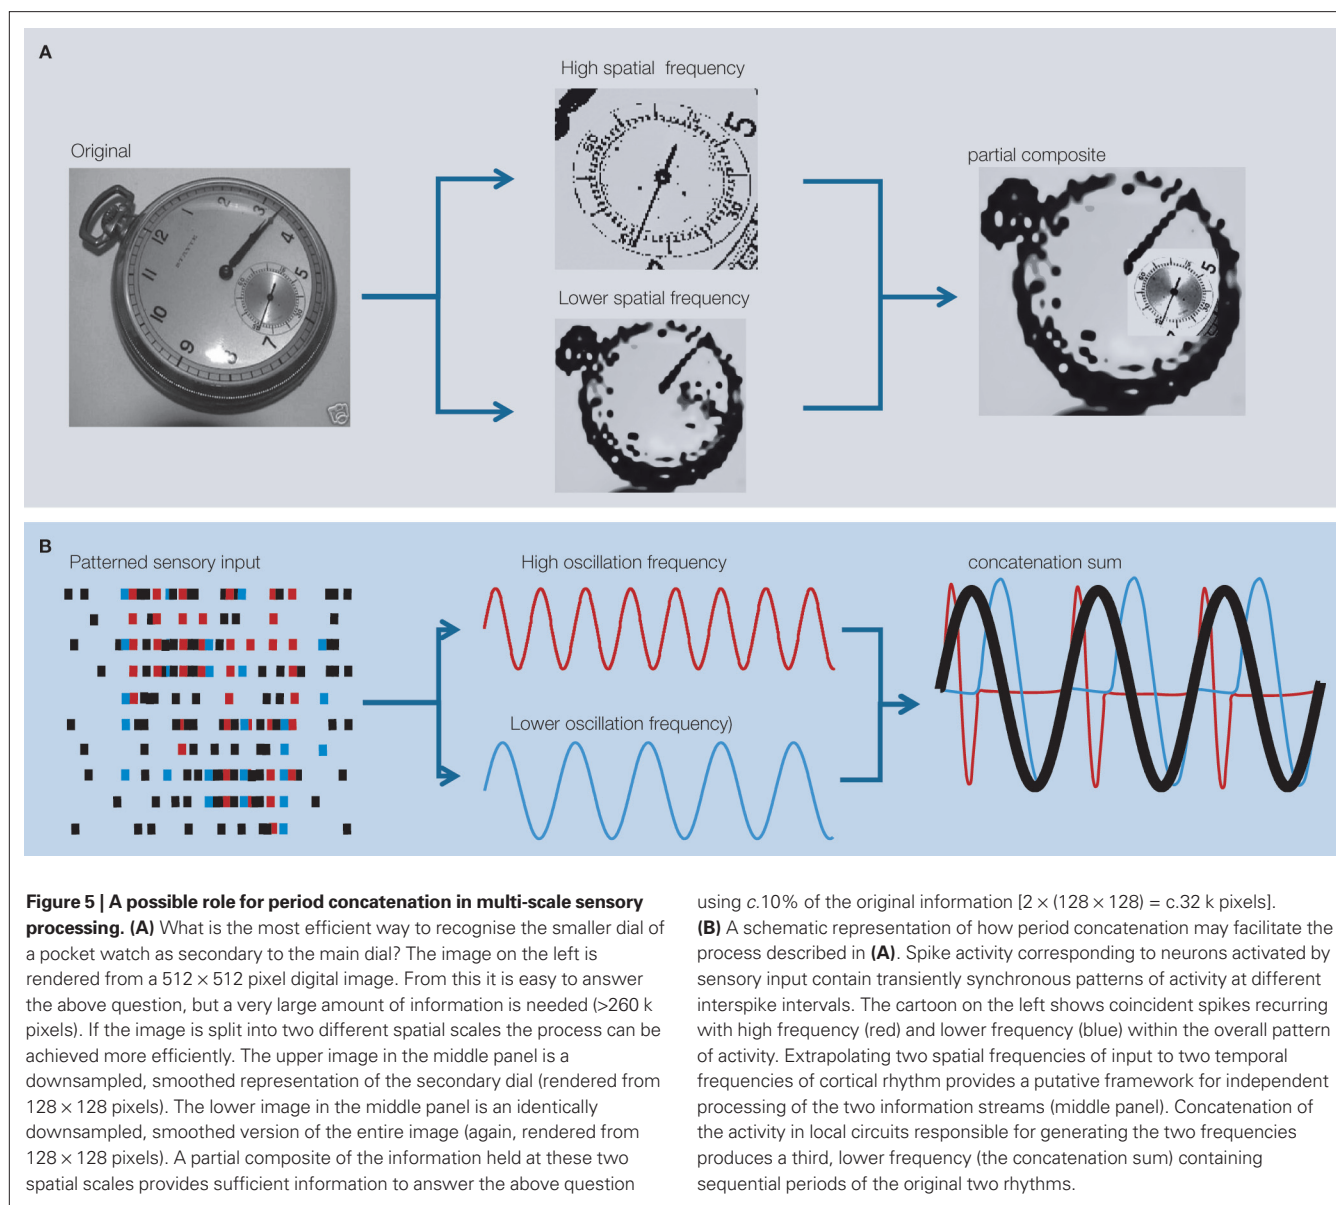 A
High spatial frequency
Original
partial composite
Lower spatial frequency
B
Patterned sensory input
High oscillation frequency
concatenation sum
Lower oscillation frequency)
Figure 5 | A possible role for period concatenation in multi-scale sensory
processing. (A) What is the most efficient way to recognise the smaller dial of
a pocket watch as secondary to the main dial? The image on the left is
rendered from a 512 × 512 pixel digital image. From this it is easy to answer
the above question, but a very large amount of information is needed (>260 k
pixels). If the image is split into two different spatial scales the process can be
achieved more efficiently. The upper image in the middle panel is a
downsampled, smoothed representation of the secondary dial (rendered from
128 × 128 pixels). The lower image in the middle panel is an identically
downsampled, smoothed version of the entire image (again, rendered from
128 × 128 pixels). A partial composite of the information held at these two
spatial scales provides sufficient information to answer the above question
using c.10% of the original information [2 × (128 × 128) = c.32 k pixels].
(B) A schematic representation of how period concatenation may facilitate the
process described in (A). Spike activity corresponding to neurons activated by
sensory input contain transiently synchronous patterns of activity at different
interspike intervals. The cartoon on the left shows coincident spikes recurring
with high frequency (red) and lower frequency (blue) within the overall pattern
of activity. Extrapolating two spatial frequencies of input to two temporal
frequencies of cortical rhythm provides a putative framework for independent
processing of the two information streams (middle panel). Concatenation of
the activity in local circuits responsible for generating the two frequencies
produces a third, lower frequency (the concatenation sum) containing
sequential periods of the original two rhythms.